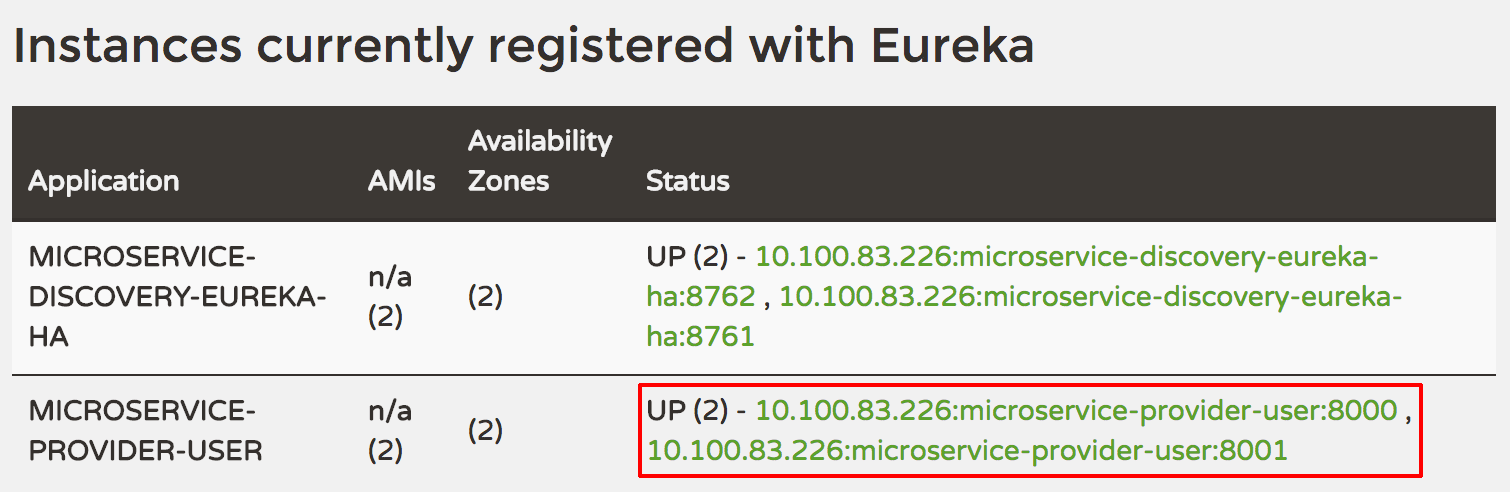 Instances currently registered with Eureka
Availability
Application AMIs Zones Status
MICROSERVICE-
DISCOVERY-EUREKA-
HA
n/a
(2)
(2)
UP (2) - 10.100.83.226:microservice-discovery-eureka-
ha:8762 , 10.100.83.226:microservice-discovery-eureka-
ha:8761
MICROSERVICE-
PROVIDER-USER
n/a
(2)
(2)
UP (2) - 10.100.83.226:microservice-provider-user:8000 ,
10.100.83.226:microservice-provider-user:8001